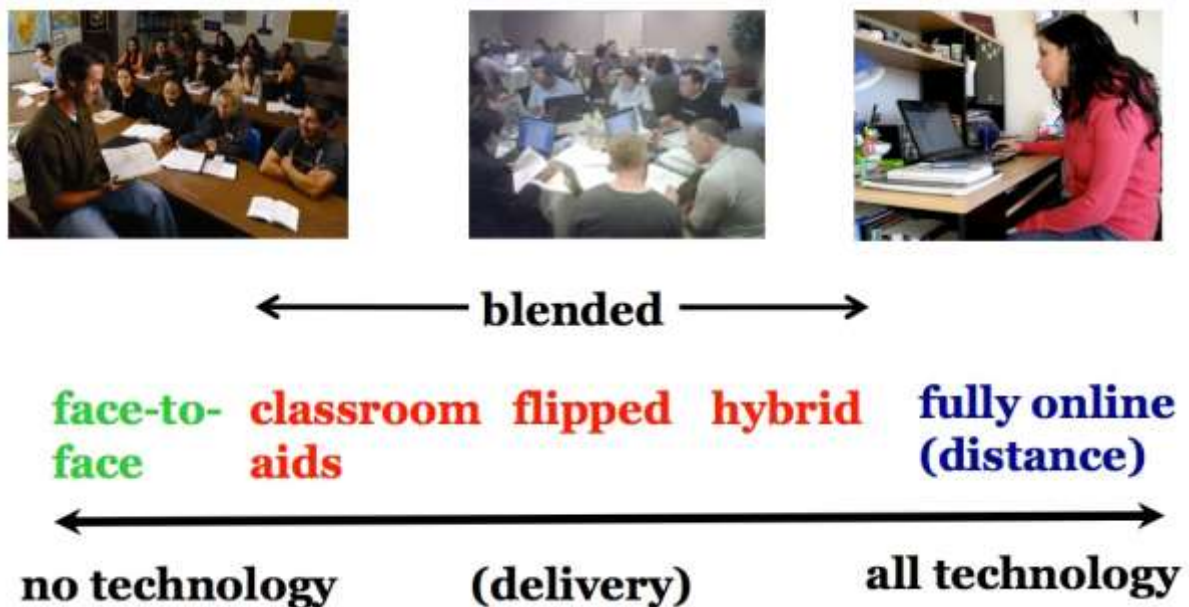 blended
face-to-
face
classroom
aids
flipped
hybrid
fully online
(distance)
no technology
(delivery)
all technology